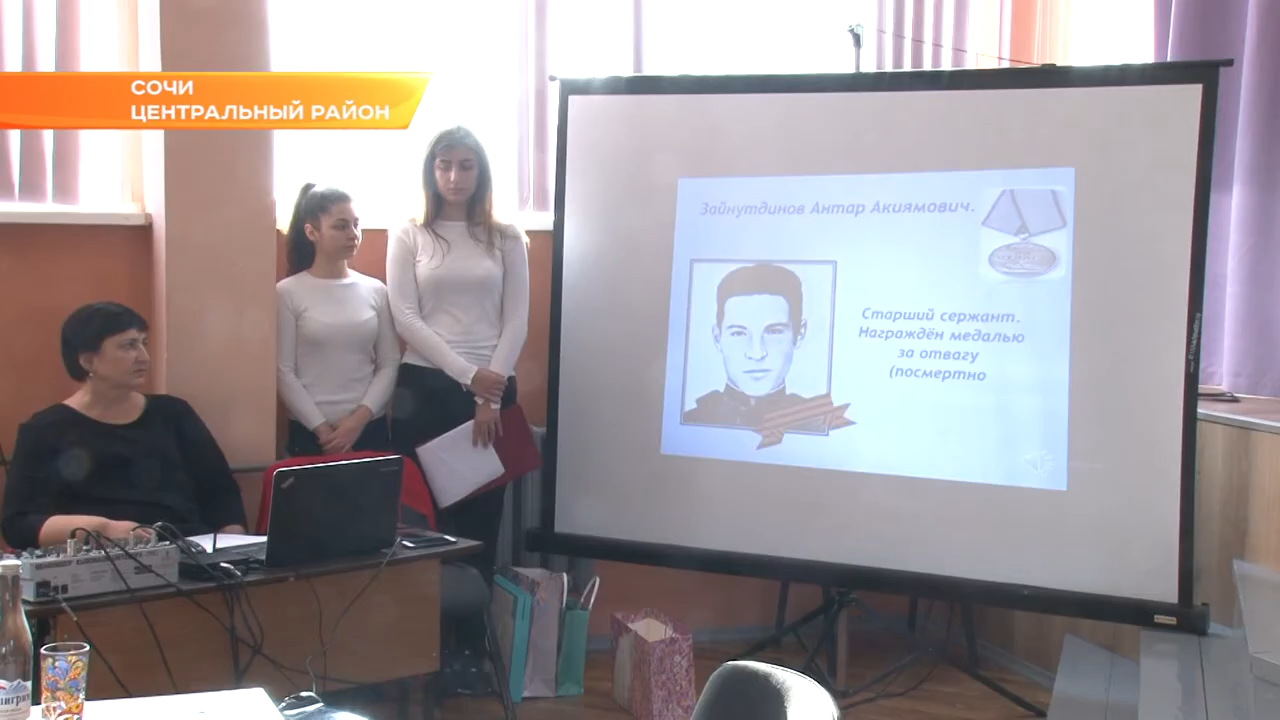 СОЧИ
ЦЕНТРАЛЬНЫЙ РАЙОН
Зайнутдинов Антар Акиямович.
Старший сержант.
Награждён медалью
за отвагу
(посмертно